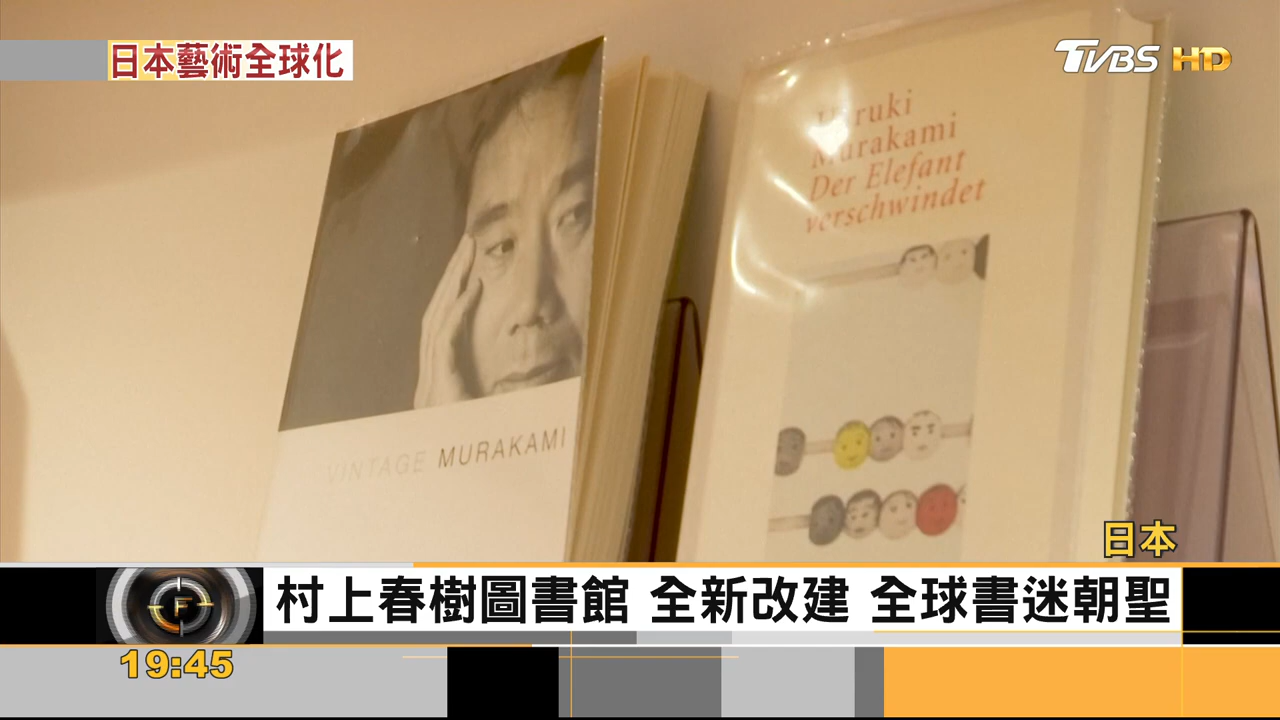 日本藝術全球化
TVBS HD
Haruki
Murakami
Der Elefant
verschwindet
VINTAGE MURAKAMI
日本
村上春樹圖書館 全新改建 全球書迷朝聖
F
19:45